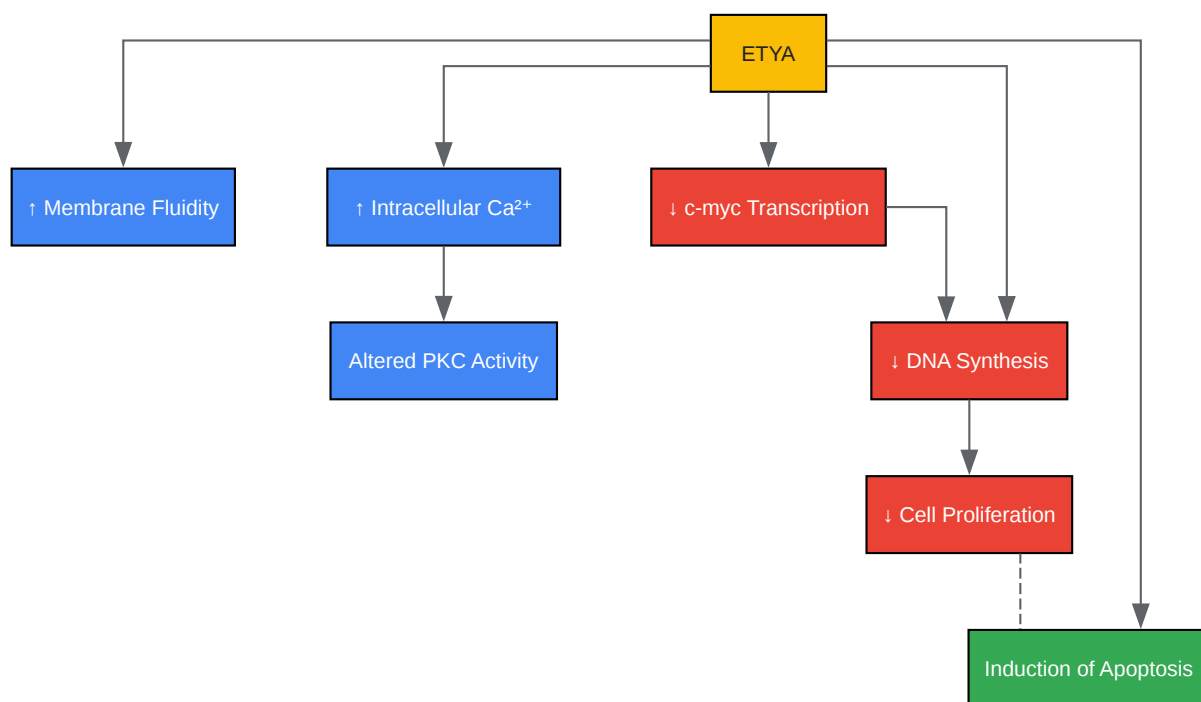 ETYA
↑ Membrane Fluidity
↑ Intracellular Ca²⁺
↓ c-myc Transcription
Altered PKC Activity
↓ DNA Synthesis
↓ Cell Proliferation
Induction of Apoptosis